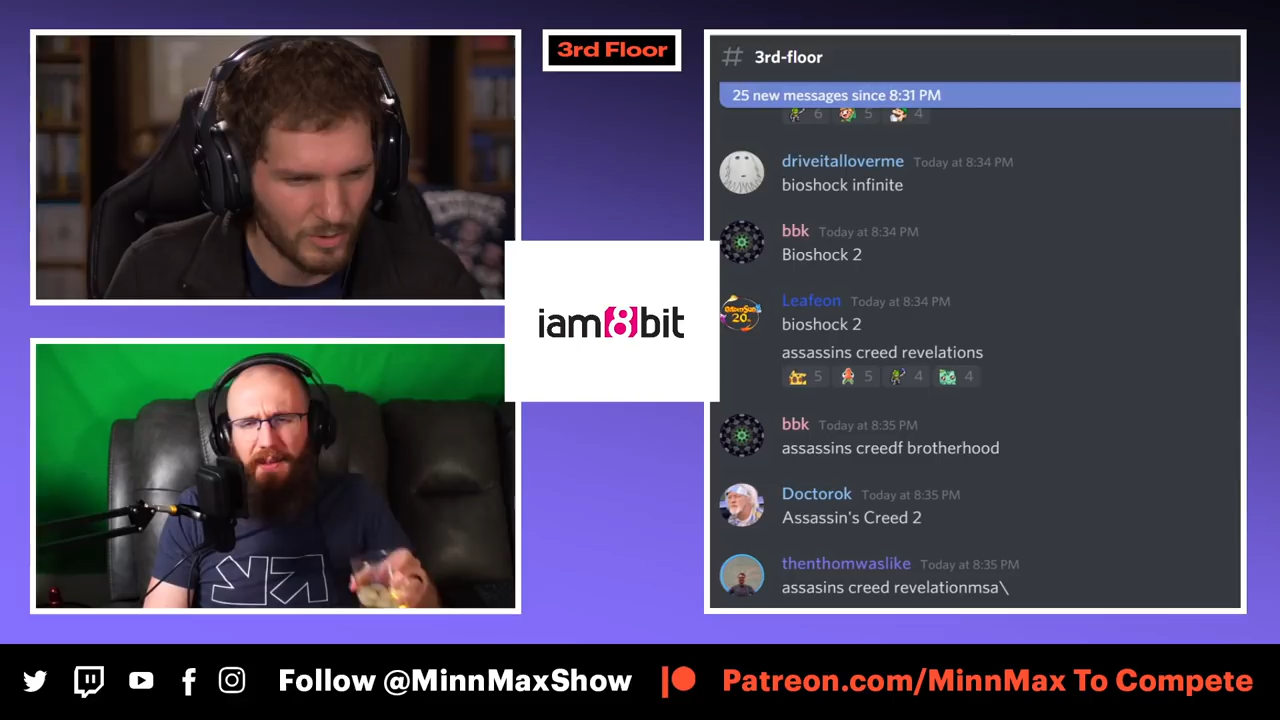 3rd Floor
# 3rd-floor
25 new messages since 8:31 PM
6 5 4
driveitalloverme Today at 8:34 PM
bioshock infinite
bbk Today at 8:34 PM
Bioshock 2
Leafeon Today at 8:34 PM
bioshock 2
assassins creed revelations
5 5 4 4
bbk Today at 8:35 PM
assassins creedf brotherhood
Doctorok Today at 8:35 PM
Assassin's Creed 2
thenthomwaslike Today at 8:35 PM
assasins creed revelationmsa\
iam8bit
Follow @MinnMaxShow
Patreon.com/MinnMax To Compete